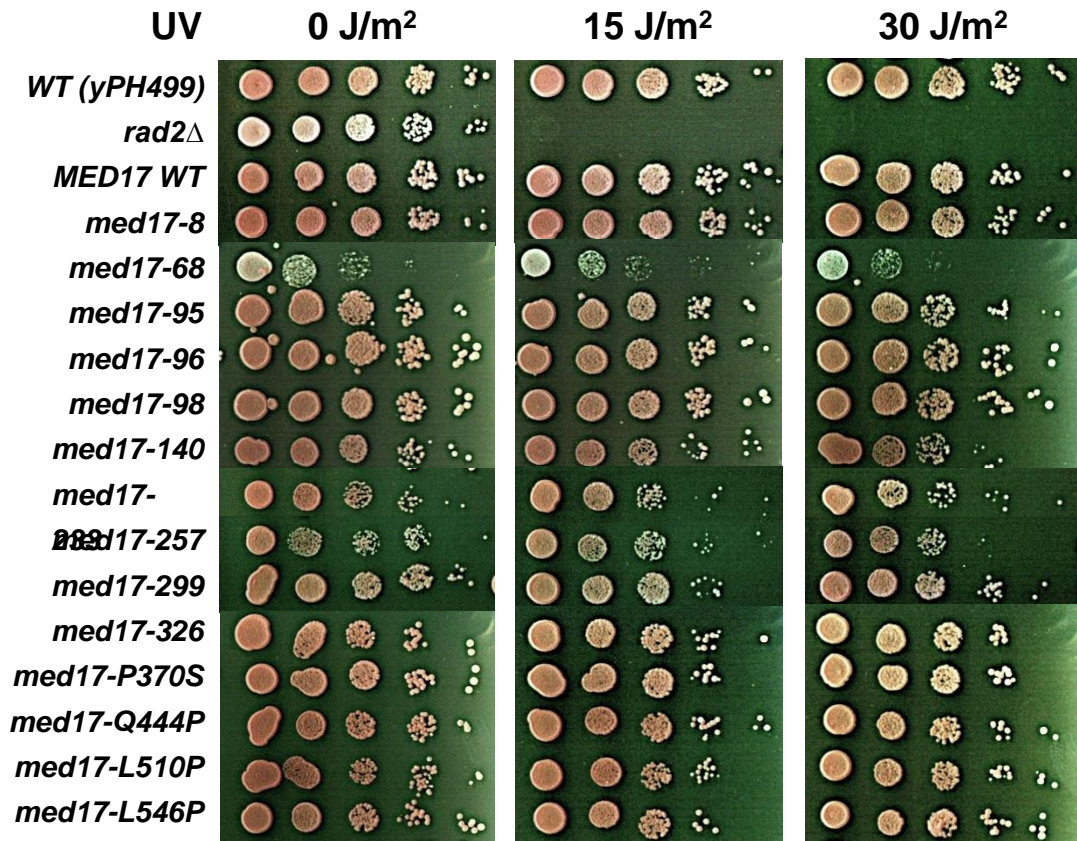 UV 0 J/m² 15 J/m² 30 J/m²
WT (yPH499)
rad2Δ
MED17 WT
med17-8
med17-68
med17-95
med17-96
med17-98
med17-140
med17-
med17-257
med17-299
med17-326
med17-P370S
med17-Q444P
med17-L510P
med17-L546P